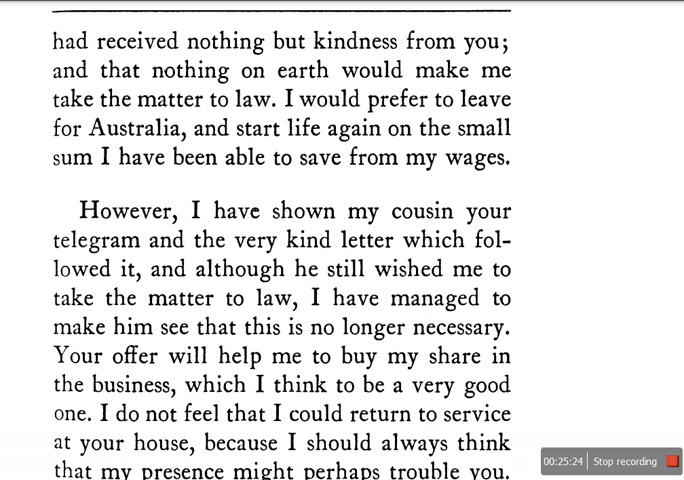 had received nothing but kindness from you;
and that nothing on earth would make me
take the matter to law. I would prefer to leave
for Australia, and start life again on the small
sum I have been able to save from my wages.
However, I have shown my cousin your
telegram and the very kind letter which fol-
lowed it, and although he still wished me to
take the matter to law, I have managed to
make him see that this is no longer necessary.
Your offer will help me to buy my share in
the business, which I think to be a very good
one. I do not feel that I could return to service
at your house, because I should always think
that my presence might perhaps trouble you.
00:25:24 Stop recording